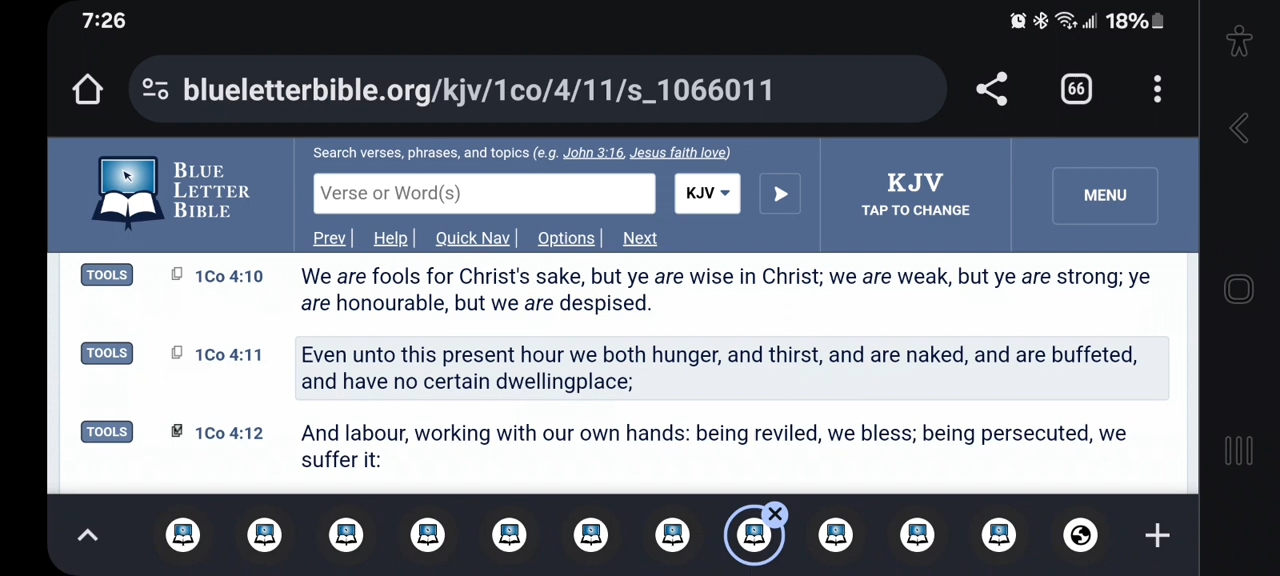 7:26
18%
blueletterbible.org/kjv/1co/4/11/s_1066011
66
BLUE
LETTER
BIBLE
Search verses, phrases, and topics (e.g. John 3:16, Jesus faith love)
Verse or Word(s)
KJV
Prev | Help | Quick Nav | Options | Next
KJV
TAP TO CHANGE
MENU
TOOLS 1Co 4:10 We are fools for Christ's sake, but ye are wise in Christ; we are weak, but ye are strong; ye
are honourable, but we are despised.
TOOLS 1Co 4:11 Even unto this present hour we both hunger, and thirst, and are naked, and are buffeted,
and have no certain dwellingplace;
TOOLS 1Co 4:12 And labour, working with our own hands: being reviled, we bless; being persecuted, we
suffer it: